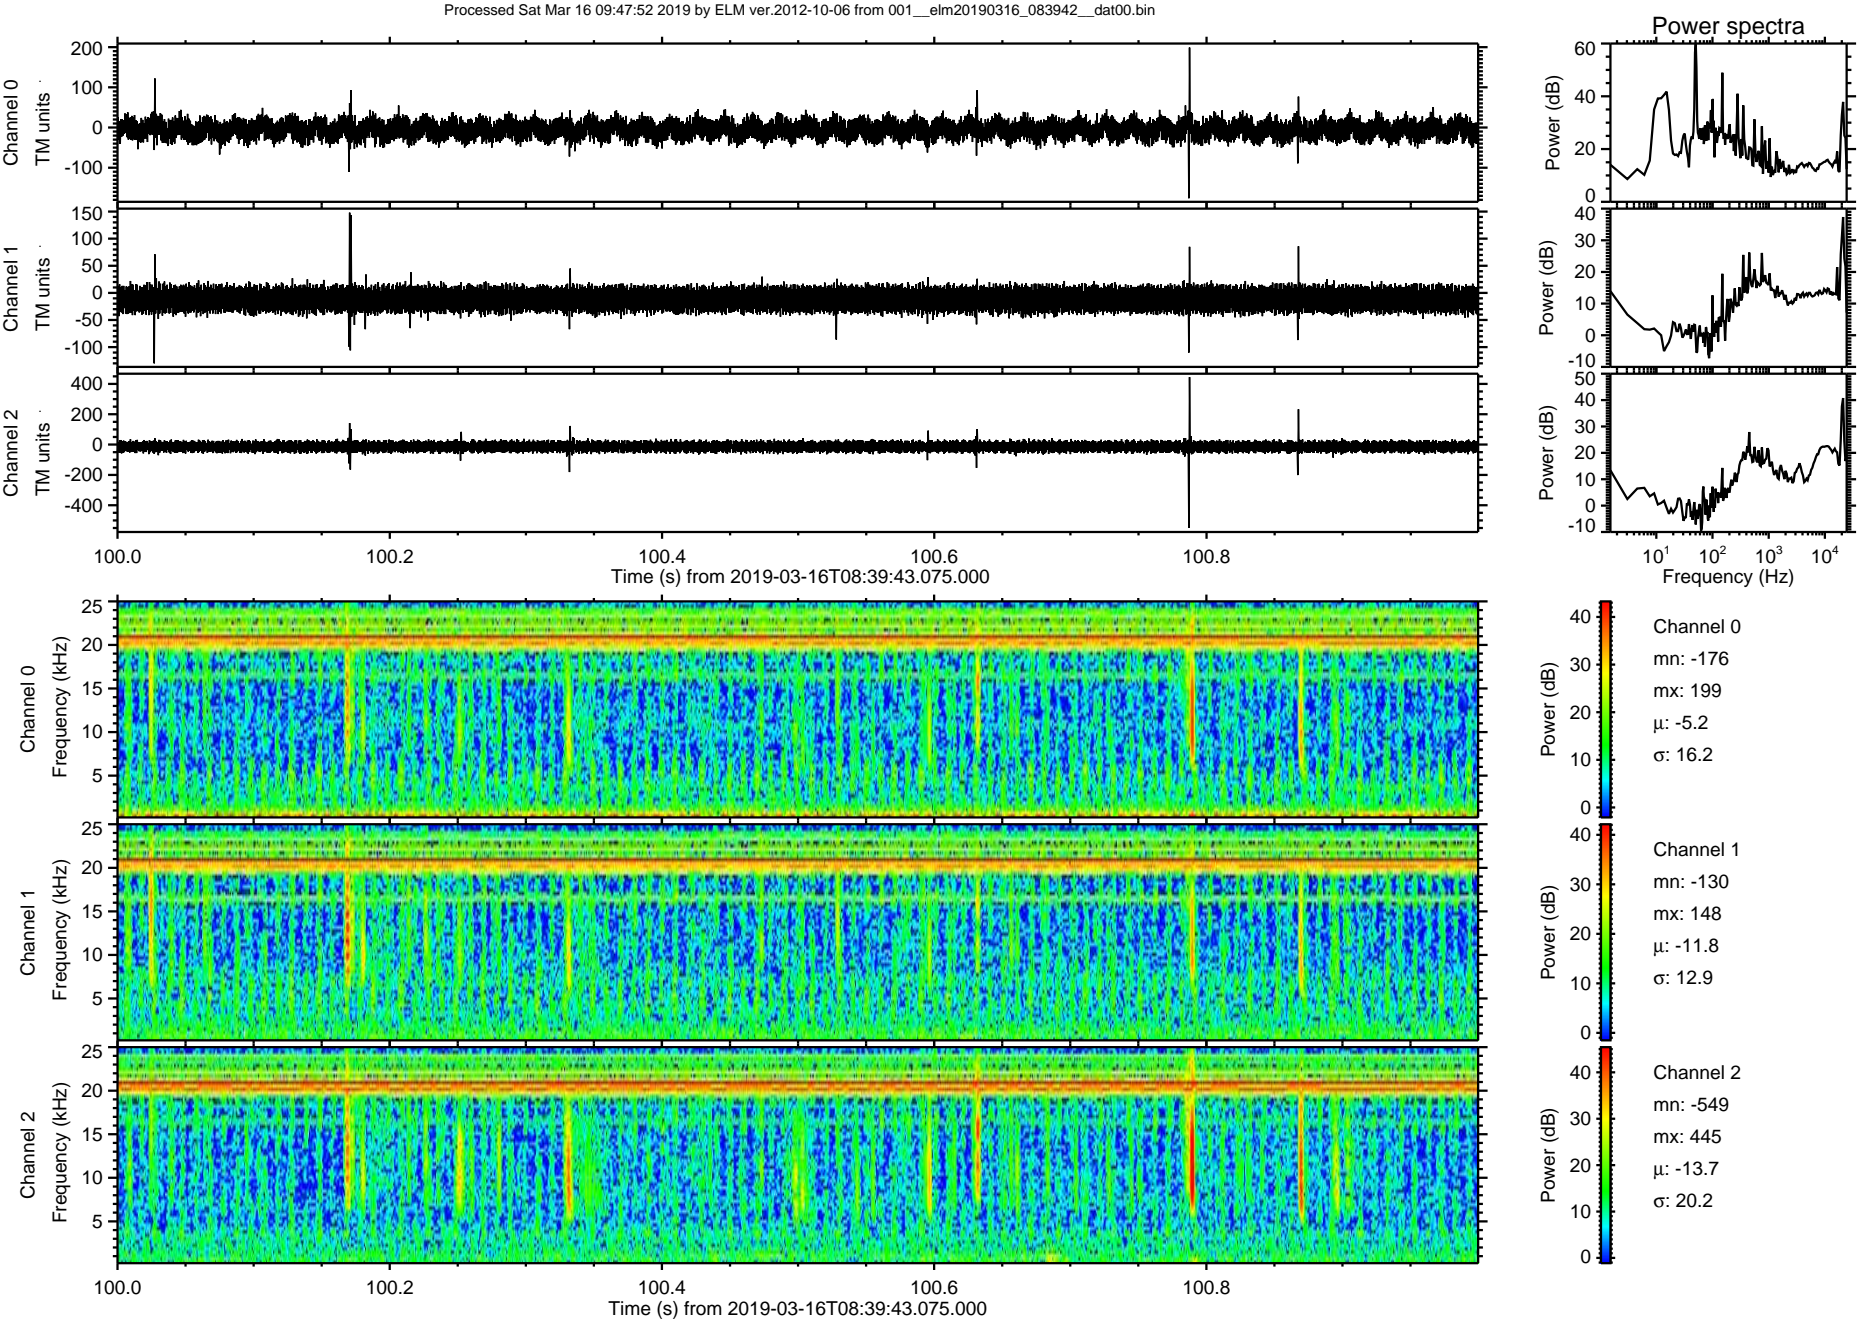 Processed Sat Mar 16 09:47:52 2019 by ELM ver.2012-10-06 from 001__elm20190316_083942__dat00.bin
Power spectra
Channel 0
TM units
200
100
0
-100
Power (dB)
60
40
20
0
Channel 1
TM units
150
100
50
0
-50
-100
Power (dB)
40
30
20
10
0
-10
Channel 2
TM units
400
200
0
-200
-400
Power (dB)
50
40
30
20
10
0
-10
100.0 100.2 100.4 100.6 100.8
Time (s) from 2019-03-16T08:39:43.075.000
10^1 10^2 10^3 10^4
Frequency (Hz)
Channel 0
Frequency (kHz)
25
20
15
10
5
Power (dB)
40
30
20
10
0
Channel 0
mn: -176
mx: 199
μ: -5.2
σ: 16.2
Channel 1
Frequency (kHz)
25
20
15
10
5
Power (dB)
40
30
20
10
0
Channel 1
mn: -130
mx: 148
μ: -11.8
σ: 12.9
Channel 2
Frequency (kHz)
25
20
15
10
5
Power (dB)
40
30
20
10
0
Channel 2
mn: -549
mx: 445
μ: -13.7
σ: 20.2
100.0 100.2 100.4 100.6 100.8
Time (s) from 2019-03-16T08:39:43.075.000